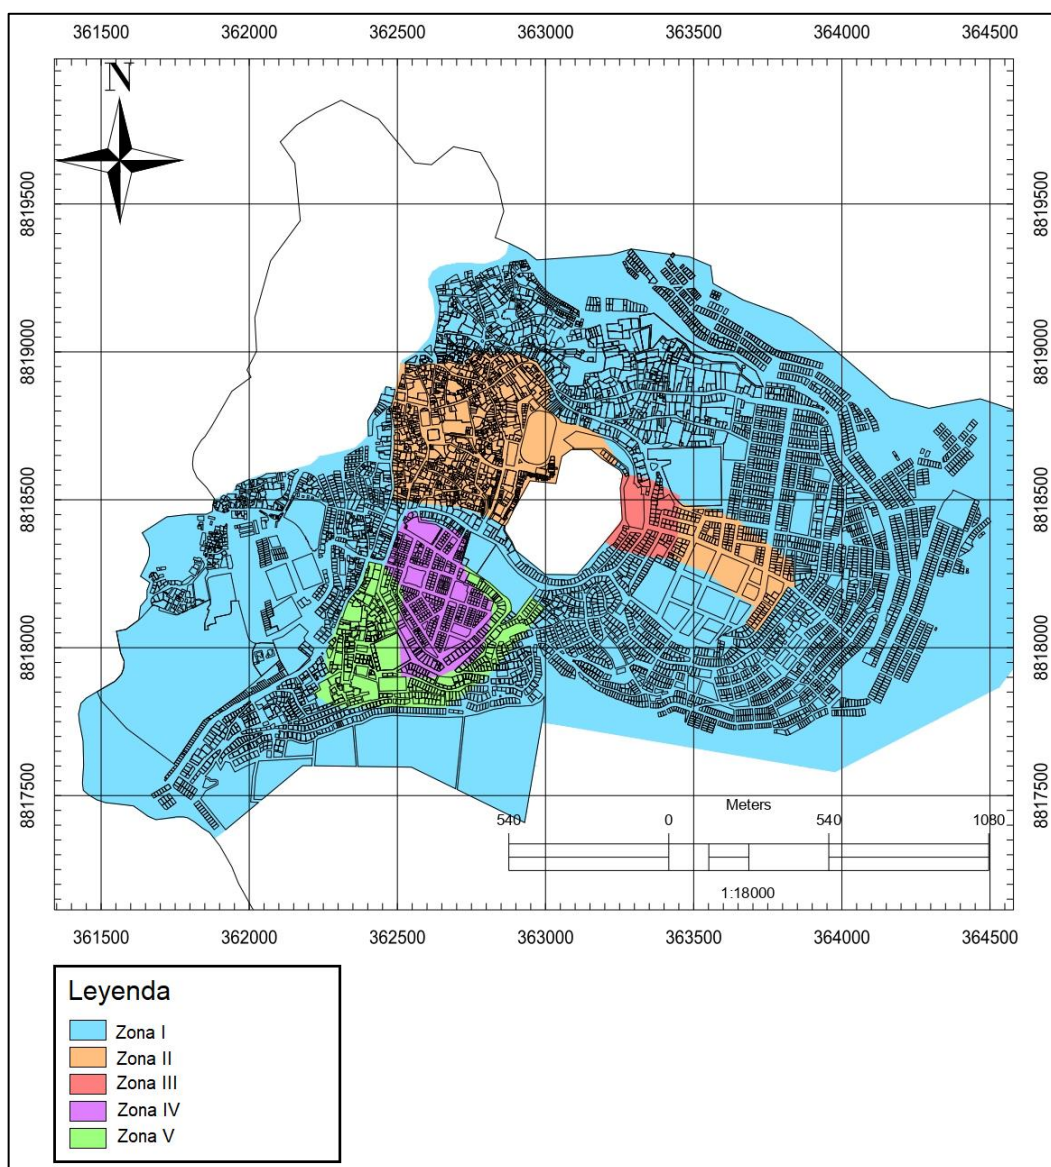 361500 362000 362500 363000 363500 364000 364500
N
8819500 8819500
8819000 8819000
8818500 8818500
8818000 8818000
8817500 8817500
Meters
540 0 540 1080
1:18000
361500 362000 362500 363000 363500 364000 364500
Leyenda
Zona I
Zona II
Zona III
Zona IV
Zona V